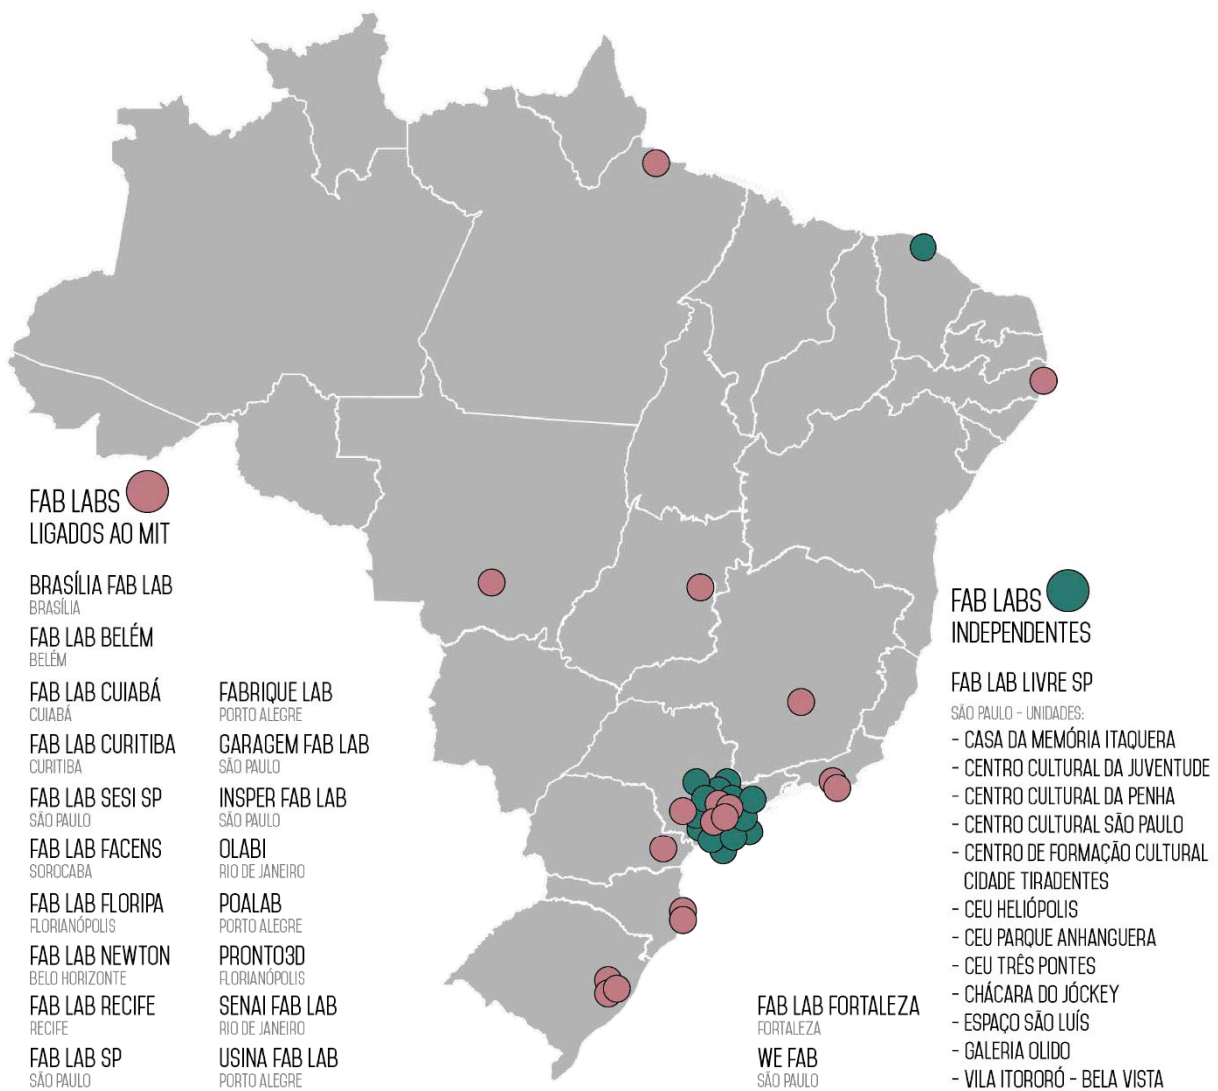 FAB LABS
LIGADOS AO MIT
BRASÍLIA FAB LAB
BRASÍLIA
FAB LAB BELÉM
BELÉM
FAB LAB CUIABÁ
CUIABÁ
FAB LAB CURITIBA
CURITIBA
FAB LAB SESI SP
SÃO PAULO
FAB LAB FACENS
SOROCABA
FAB LAB FLORIPA
FLORIANÓPOLIS
FAB LAB NEWTON
BELO HORIZONTE
FAB LAB RECIFE
RECIFE
FAB LAB SP
SÃO PAULO
FABRIQUE LAB
PORTO ALEGRE
GARAGEM FAB LAB
SÃO PAULO
INSPER FAB LAB
SÃO PAULO
OLABI
RIO DE JANEIRO
POALAB
PORTO ALEGRE
PRONTO3D
FLORIANÓPOLIS
SENAI FAB LAB
RIO DE JANEIRO
USINA FAB LAB
PORTO ALEGRE
FAB LAB FORTALEZA
FORTALEZA
WE FAB
SÃO PAULO
FAB LABS
INDEPENDENTES
FAB LAB LIVRE SP
SÃO PAULO - UNIDADES:
- CASA DA MEMÓRIA ITAQUERA
- CENTRO CULTURAL DA JUVENTUDE
- CENTRO CULTURAL DA PENHA
- CENTRO CULTURAL SÃO PAULO
- CENTRO DE FORMAÇÃO CULTURAL
CIDADE TIRADENTES
- CEU HELIÓPOLIS
- CEU PARQUE ANHANGUERA
- CEU TRÊS PONTES
- CHÁCARA DO JÓCKEY
- ESPAÇO SÃO LUÍS
- GALERIA OLIDO
- VILA ITORORÓ - BELA VISTA